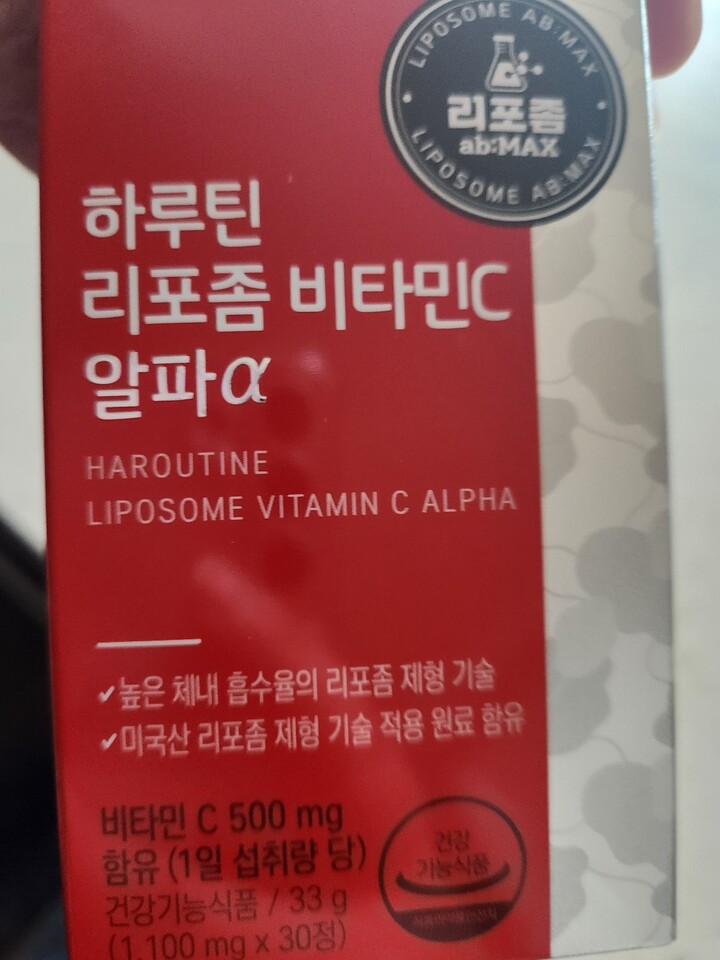 LIPOSOME AB:MAX
리포좀
ab:MAX
LIPOSOME AB:MAX
하루틴
리포좀 비타민C
알파α
HAROUTINE
LIPOSOME VITAMIN C ALPHA
✓높은 체내 흡수율의 리포좀 제형 기술
✓미국산 리포좀 제형 기술 적용 원료 함유
비타민 C 500 mg
함유 (1일 섭취량 당)
건강기능식품 / 33 g
(1,100 mg x 30정)
건강
기능식품